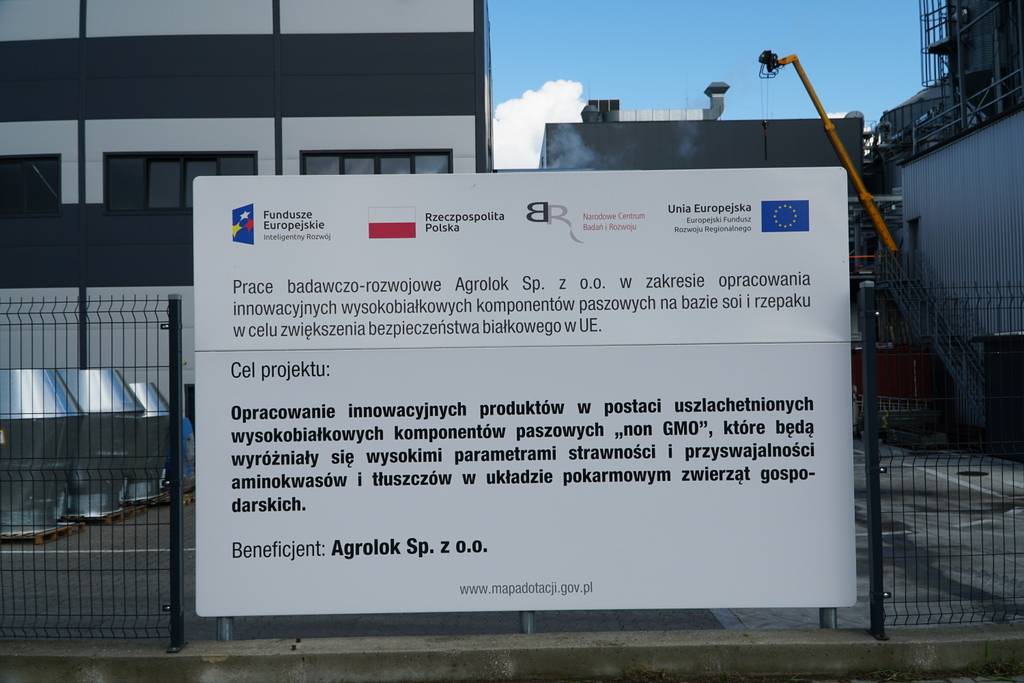 Fundusze
Europejskie
Inteligentny Rozwój
Rzeczpospolita
Polska
BR
Narodowe Centrum
Badań i Rozwoju
Unia Europejska
Europejski Fundusz
Rozwoju Regionalnego
Prace badawczo-rozwojowe Agrolok Sp. z o.o. w zakresie opracowania
innowacyjnych wysokobiałkowych komponentów paszowych na bazie soi i rzepaku
w celu zwiększenia bezpieczeństwa białkowego w UE.
Cel projektu:
Opracowanie innowacyjnych produktów w postaci uszlachetnionych
wysokobiałkowych komponentów paszowych „non GMO”, które będą
wyróżniały się wysokimi parametrami strawności i przyswajalności
aminokwasów i tłuszczów w układzie pokarmowym zwierząt gospo-
darskich.
Beneficjent: Agrolok Sp. z o.o.
www.mapadotacji.gov.pl